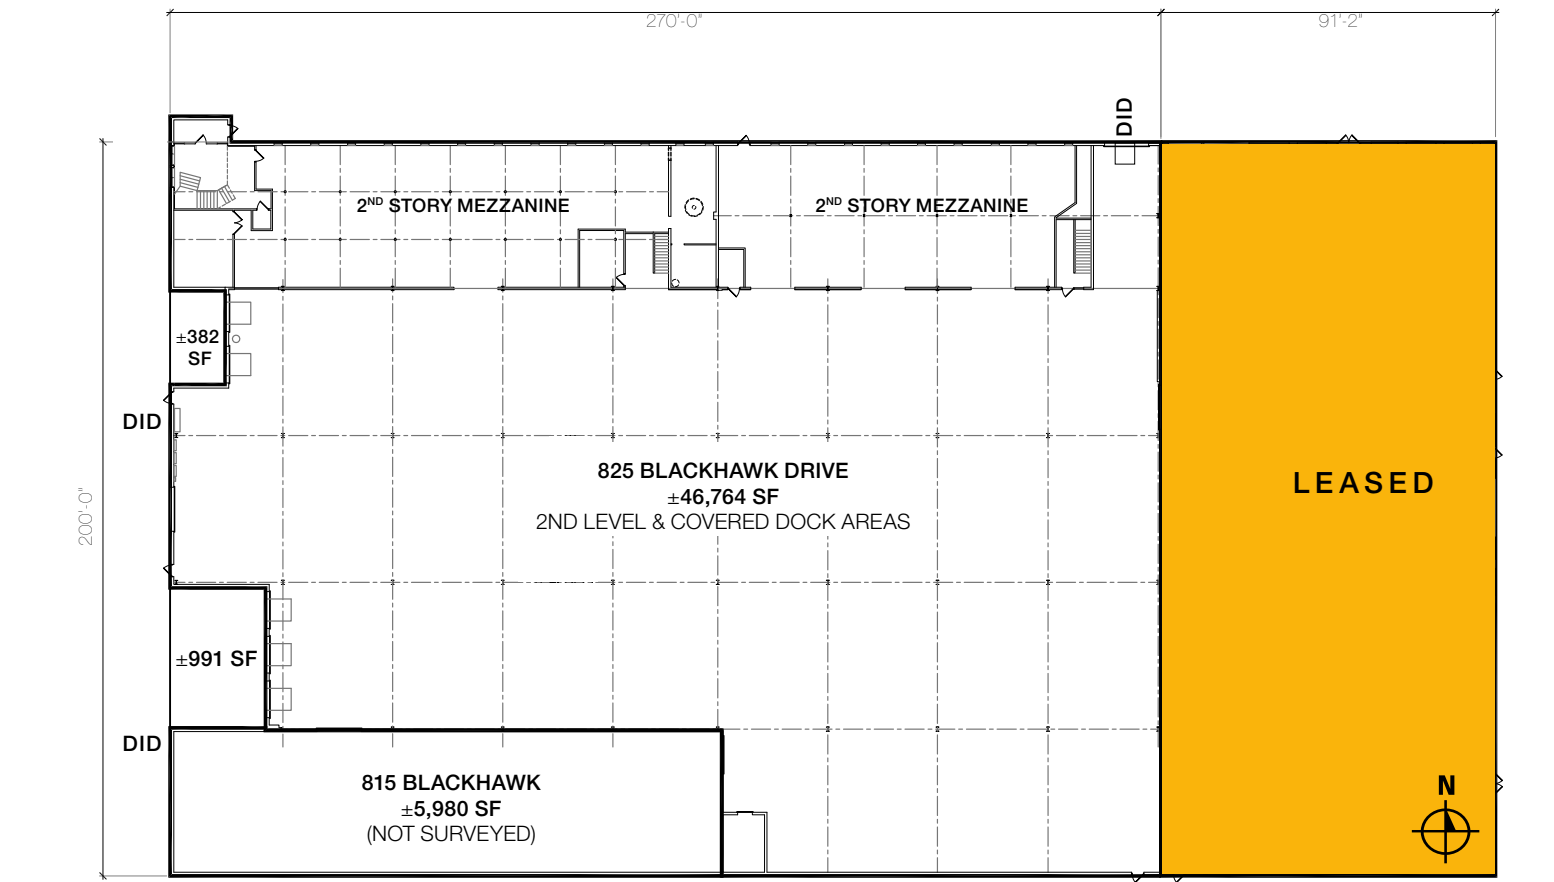 270'-0"
91'-2"
DID
2ND STORY MEZZANINE
2ND STORY MEZZANINE
±382
SF
DID
825 BLACKHAWK DRIVE
±46,764 SF
2ND LEVEL & COVERED DOCK AREAS
LEASED
200'-0"
±991 SF
DID
815 BLACKHAWK
±5,980 SF
(NOT SURVEYED)
N